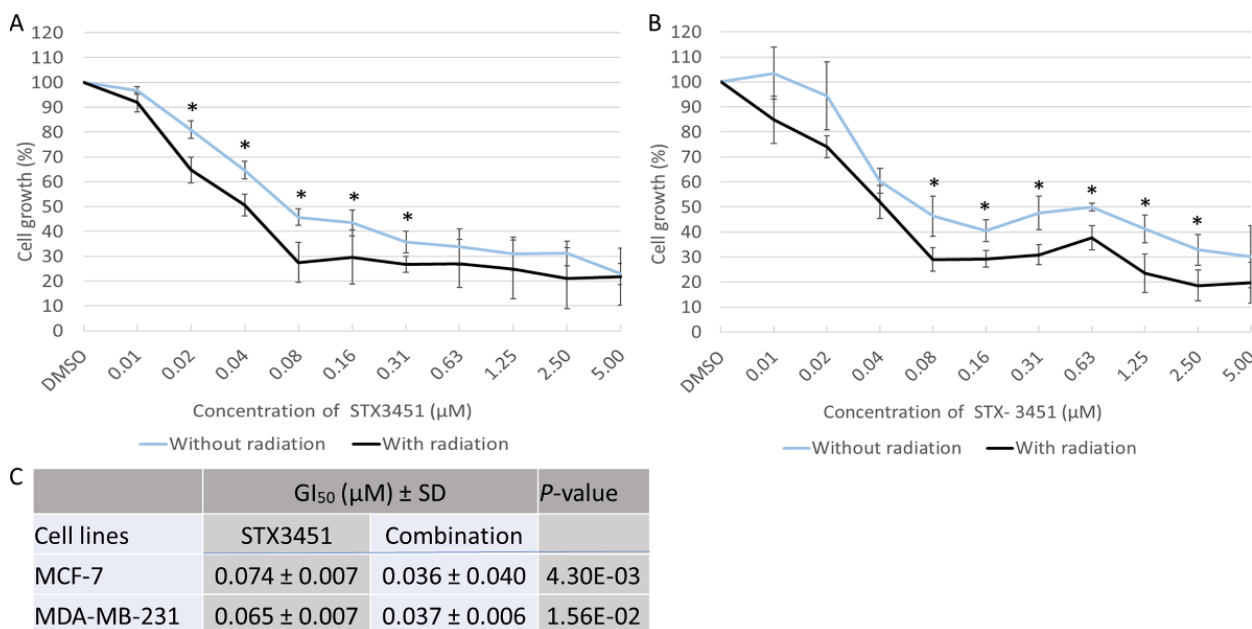 A
120
110
100
90
80
70
60
50
40
30
20
10
0
Cell growth (%)
* * * * *
DMSO 0.01 0.02 0.04 0.08 0.16 0.31 0.63 1.25 2.50 5.00
Concentration of STX3451 (µM)
Without radiation With radiation
B
120
110
100
90
80
70
60
50
40
30
20
10
0
Cell growth (%)
* * * * * *
DMSO 0.01 0.02 0.04 0.08 0.16 0.31 0.63 1.25 2.50 5.00
Concentration of STX- 3451 (µM)
Without radiation With radiation
C
GI₅₀ (µM) ± SD P-value
Cell lines STX3451 Combination
MCF-7 0.074 ± 0.007 0.036 ± 0.040 4.30E-03
MDA-MB-231 0.065 ± 0.007 0.037 ± 0.006 1.56E-02